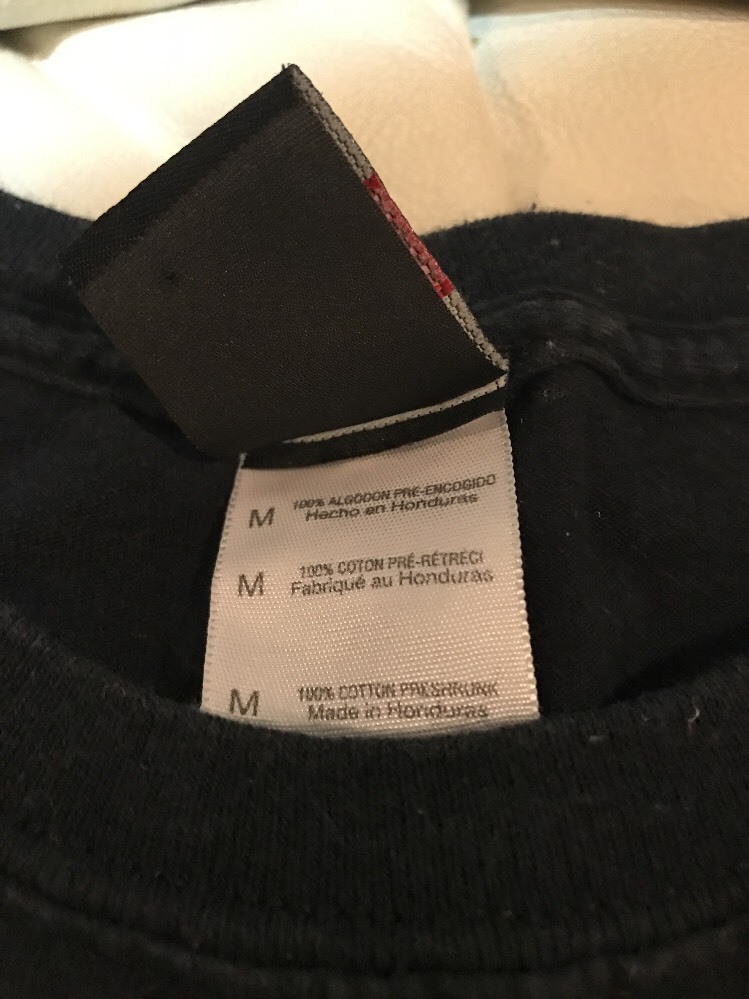 M 100% ALGODON PRE-ENCOGIDO
Hecho en Honduras
M 100% COTON PRÉ-RÉTRÉCI
Fabriqué au Honduras
M 100% COTTON PRESHRUNK
Made in Honduras